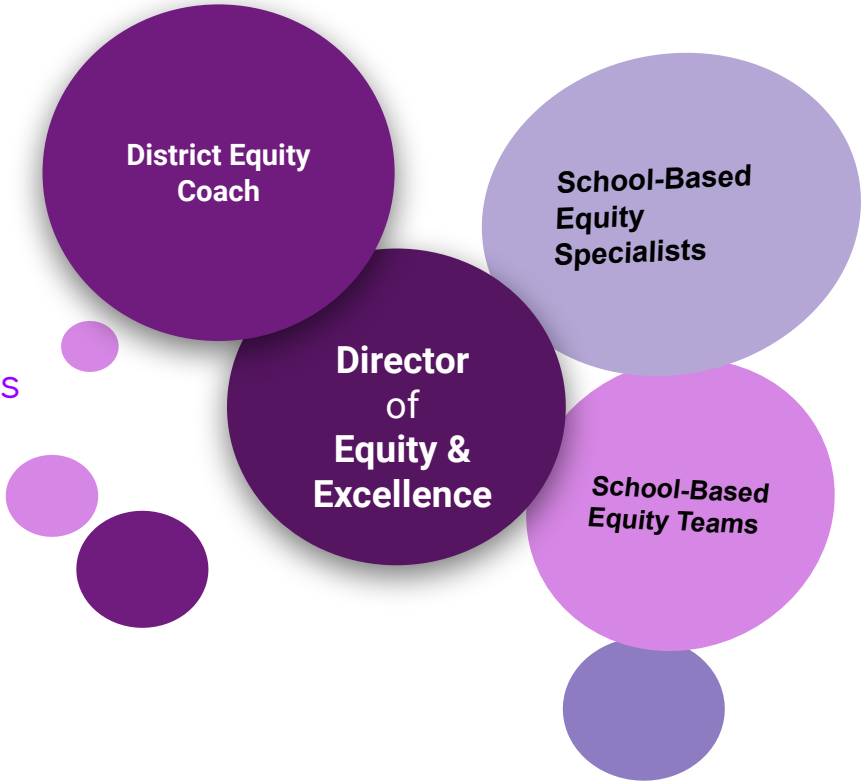 District Equity
Coach
School-Based
Equity
Specialists
Director
of
Equity &
Excellence
s
School-Based
Equity Teams